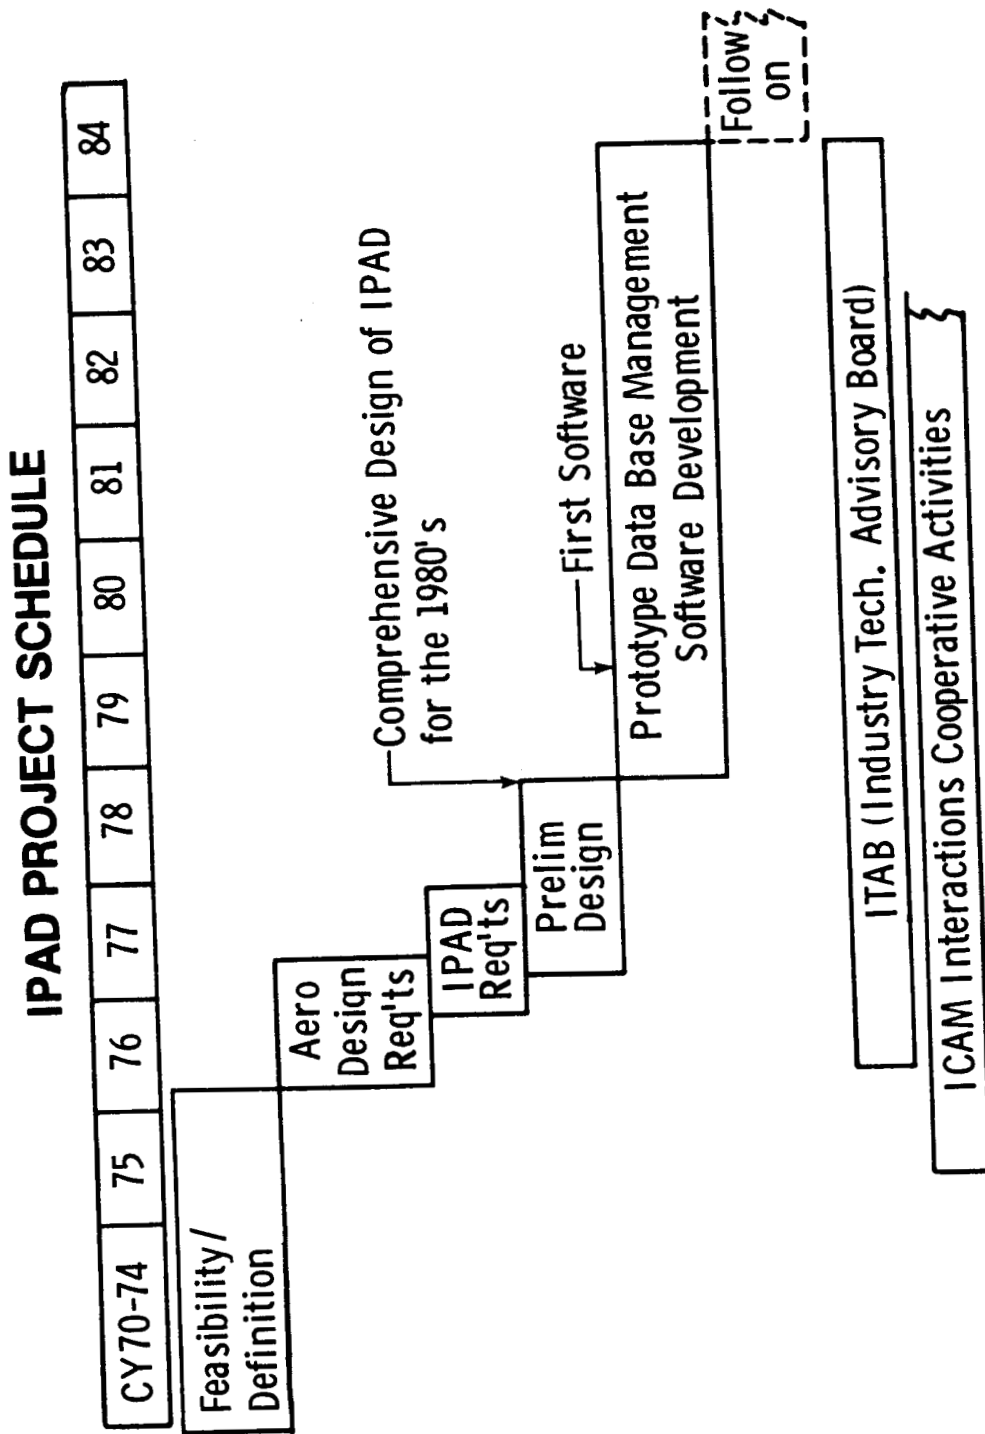 IPAD PROJECT SCHEDULE
CY70-74 75 76 77 78 79 80 81 82 83 84
Feasibility/
Definition
Aero
Design
Req'ts
IPAD
Req'ts
Prelim
Design
Comprehensive Design of IPAD
for the 1980's
First Software
Prototype Data Base Management
Software Development
Follow
on
ITAB (Industry Tech. Advisory Board)
ICAM Interactions Cooperative Activities